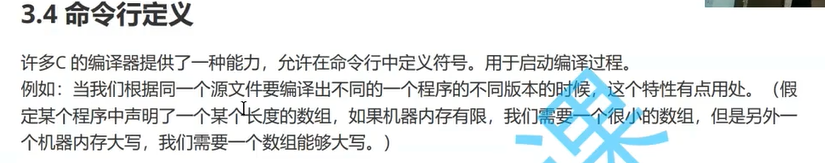 3.4 命令行定义
许多C 的编译器提供了一种能力，允许在命令行中定义符号。用于启动编译过程。
例如：当我们根据同一个源文件要编译出不同的一个程序的不同版本的时候，这个特性有点用处。（假
定某个程序中声明了一个某个长度的数组，如果机器内存有限，我们需要一个很小的数组，但是另外一
个机器内存大写，我们需要一个数组能够大写。）
课